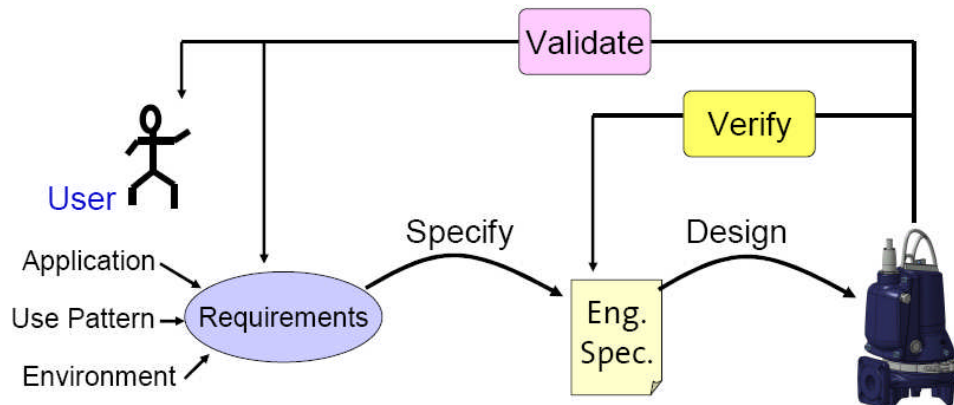 Validate
Verify
User
Specify
Design
Application
Use Pattern
Environment
Requirements
Eng.
Spec.